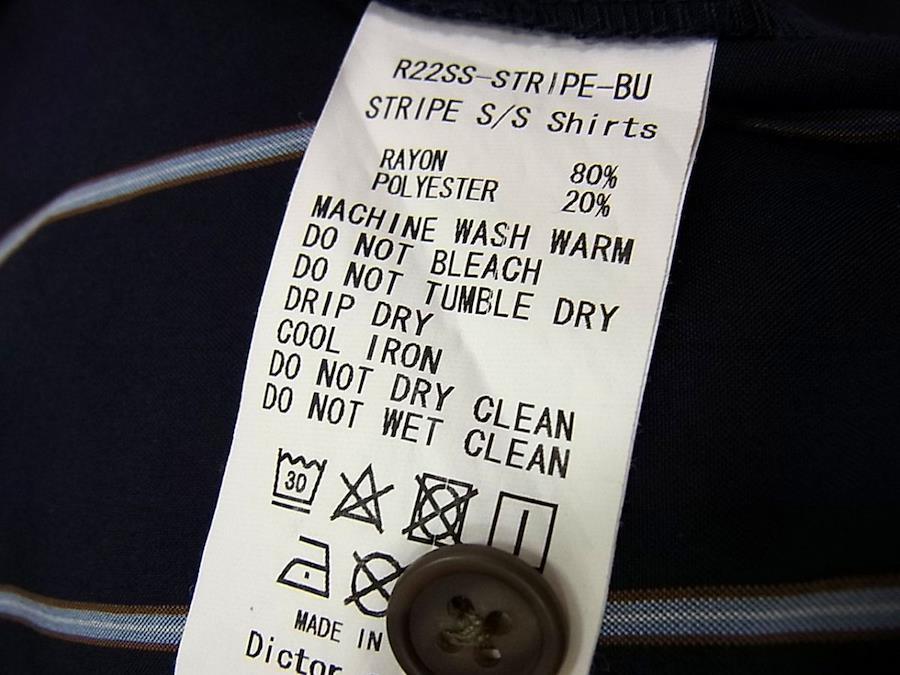 R22SS-STRIPE-BU
STRIPE S/S Shirts
RAYON 80%
POLYESTER 20%
MACHINE WASH WARM
DO NOT BLEACH
DO NOT TUMBLE DRY
DRIP DRY
COOL IRON
DO NOT DRY CLEAN
DO NOT WET CLEAN
30
MADE IN
Dictor